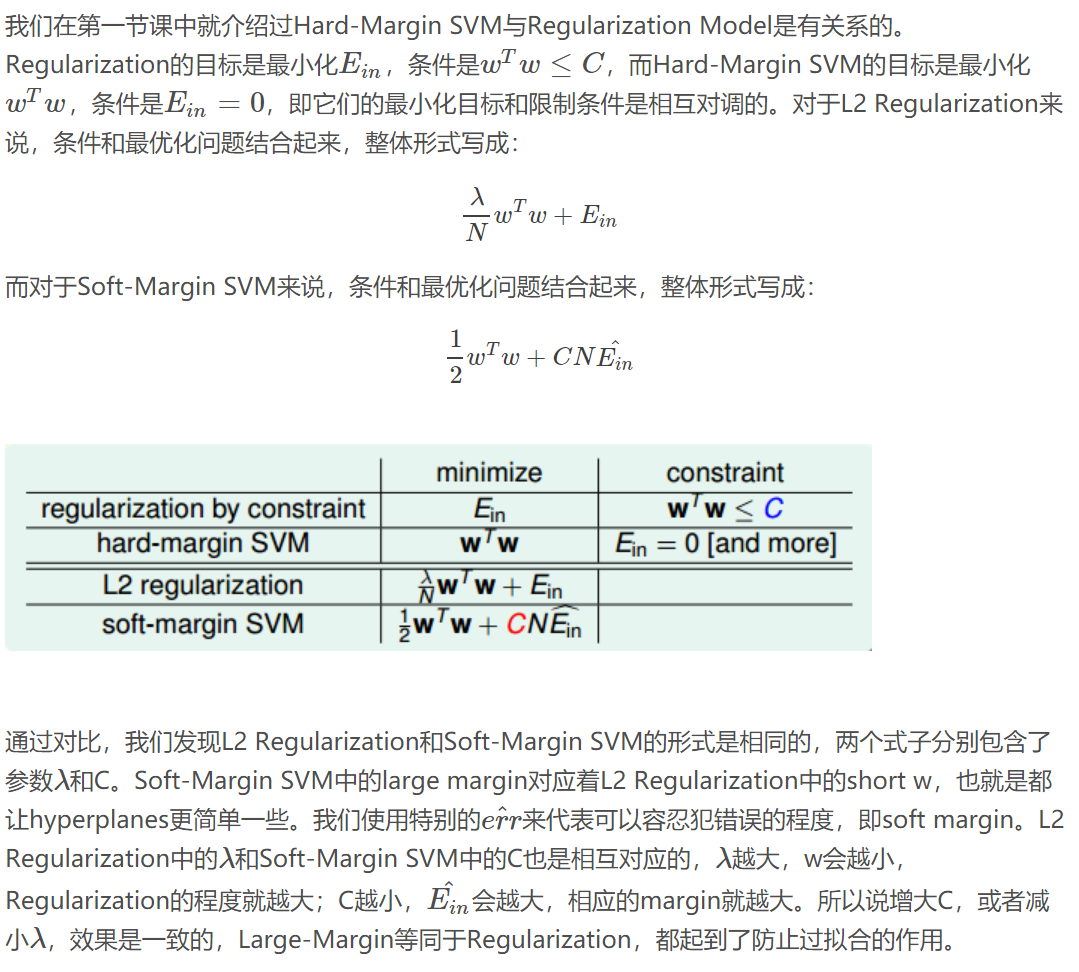 我们在第一节课中就介绍过Hard-Margin SVM与Regularization Model是有关系的。
Regularization的目标是最小化$E_{in}$，条件是$w^Tw \leq C$，而Hard-Margin SVM的目标是最小化
$w^Tw$，条件是$E_{in} = 0$，即它们的最小化目标和限制条件是相互对调的。对于L2 Regularization来
说，条件和最优化问题结合起来，整体形式写成：
$\frac{\lambda}{N}w^Tw + E_{in}$
而对于Soft-Margin SVM来说，条件和最优化问题结合起来，整体形式写成：
$\frac{1}{2}w^Tw + CN\hat{E_{in}}$
minimize constraint
regularization by constraint $E_{in}$ $\mathbf{w}^T\mathbf{w} \leq C$
hard-margin SVM $\mathbf{w}^T\mathbf{w}$ $E_{in} = 0$ [and more]
L2 regularization $\frac{\lambda}{N}\mathbf{w}^T\mathbf{w} + E_{in}$
soft-margin SVM $\frac{1}{2}\mathbf{w}^T\mathbf{w} + CN\widehat{E_{in}}$
通过对比，我们发现L2 Regularization和Soft-Margin SVM的形式是相同的，两个式子分别包含了
参数λ和C。Soft-Margin SVM中的large margin对应着L2 Regularization中的short w，也就是都
让hyperplanes更简单一些。我们使用特别的$\hat{err}$来代表可以容忍犯错误的程度，即soft margin。L2
Regularization中的λ和Soft-Margin SVM中的C也是相互对应的，λ越大，w会越小，
Regularization的程度就越大；C越小，$\hat{E_{in}}$会越大，相应的margin就越大。所以说增大C，或者减
小λ，效果是一致的，Large-Margin等同于Regularization，都起到了防止过拟合的作用。